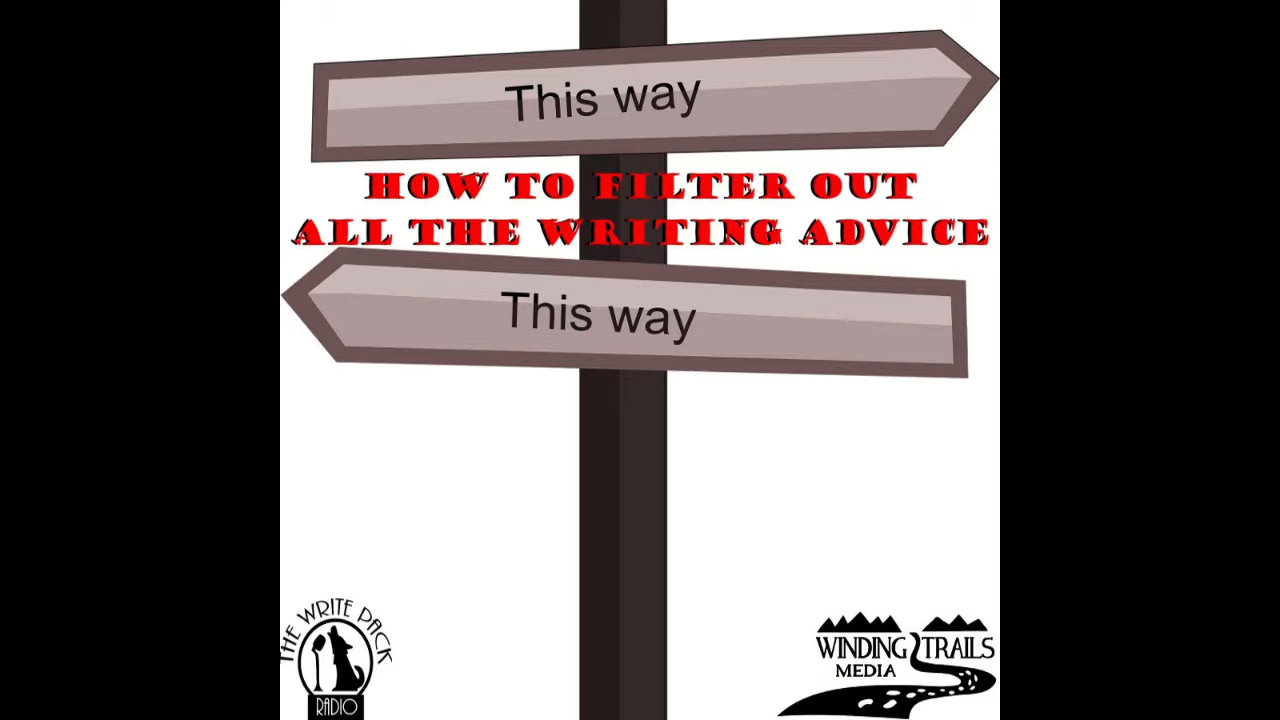 This way
HOW TO FILTER OUT
ALL THE WRITING ADVICE
This way
THE WRITE PACK
RADIO
WINDING TRAILS
MEDIA